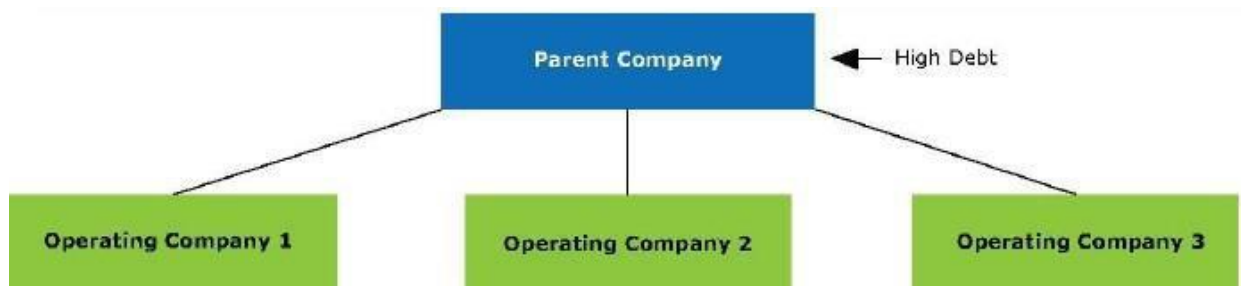 Parent Company
High Debt
Operating Company 1
Operating Company 2
Operating Company 3